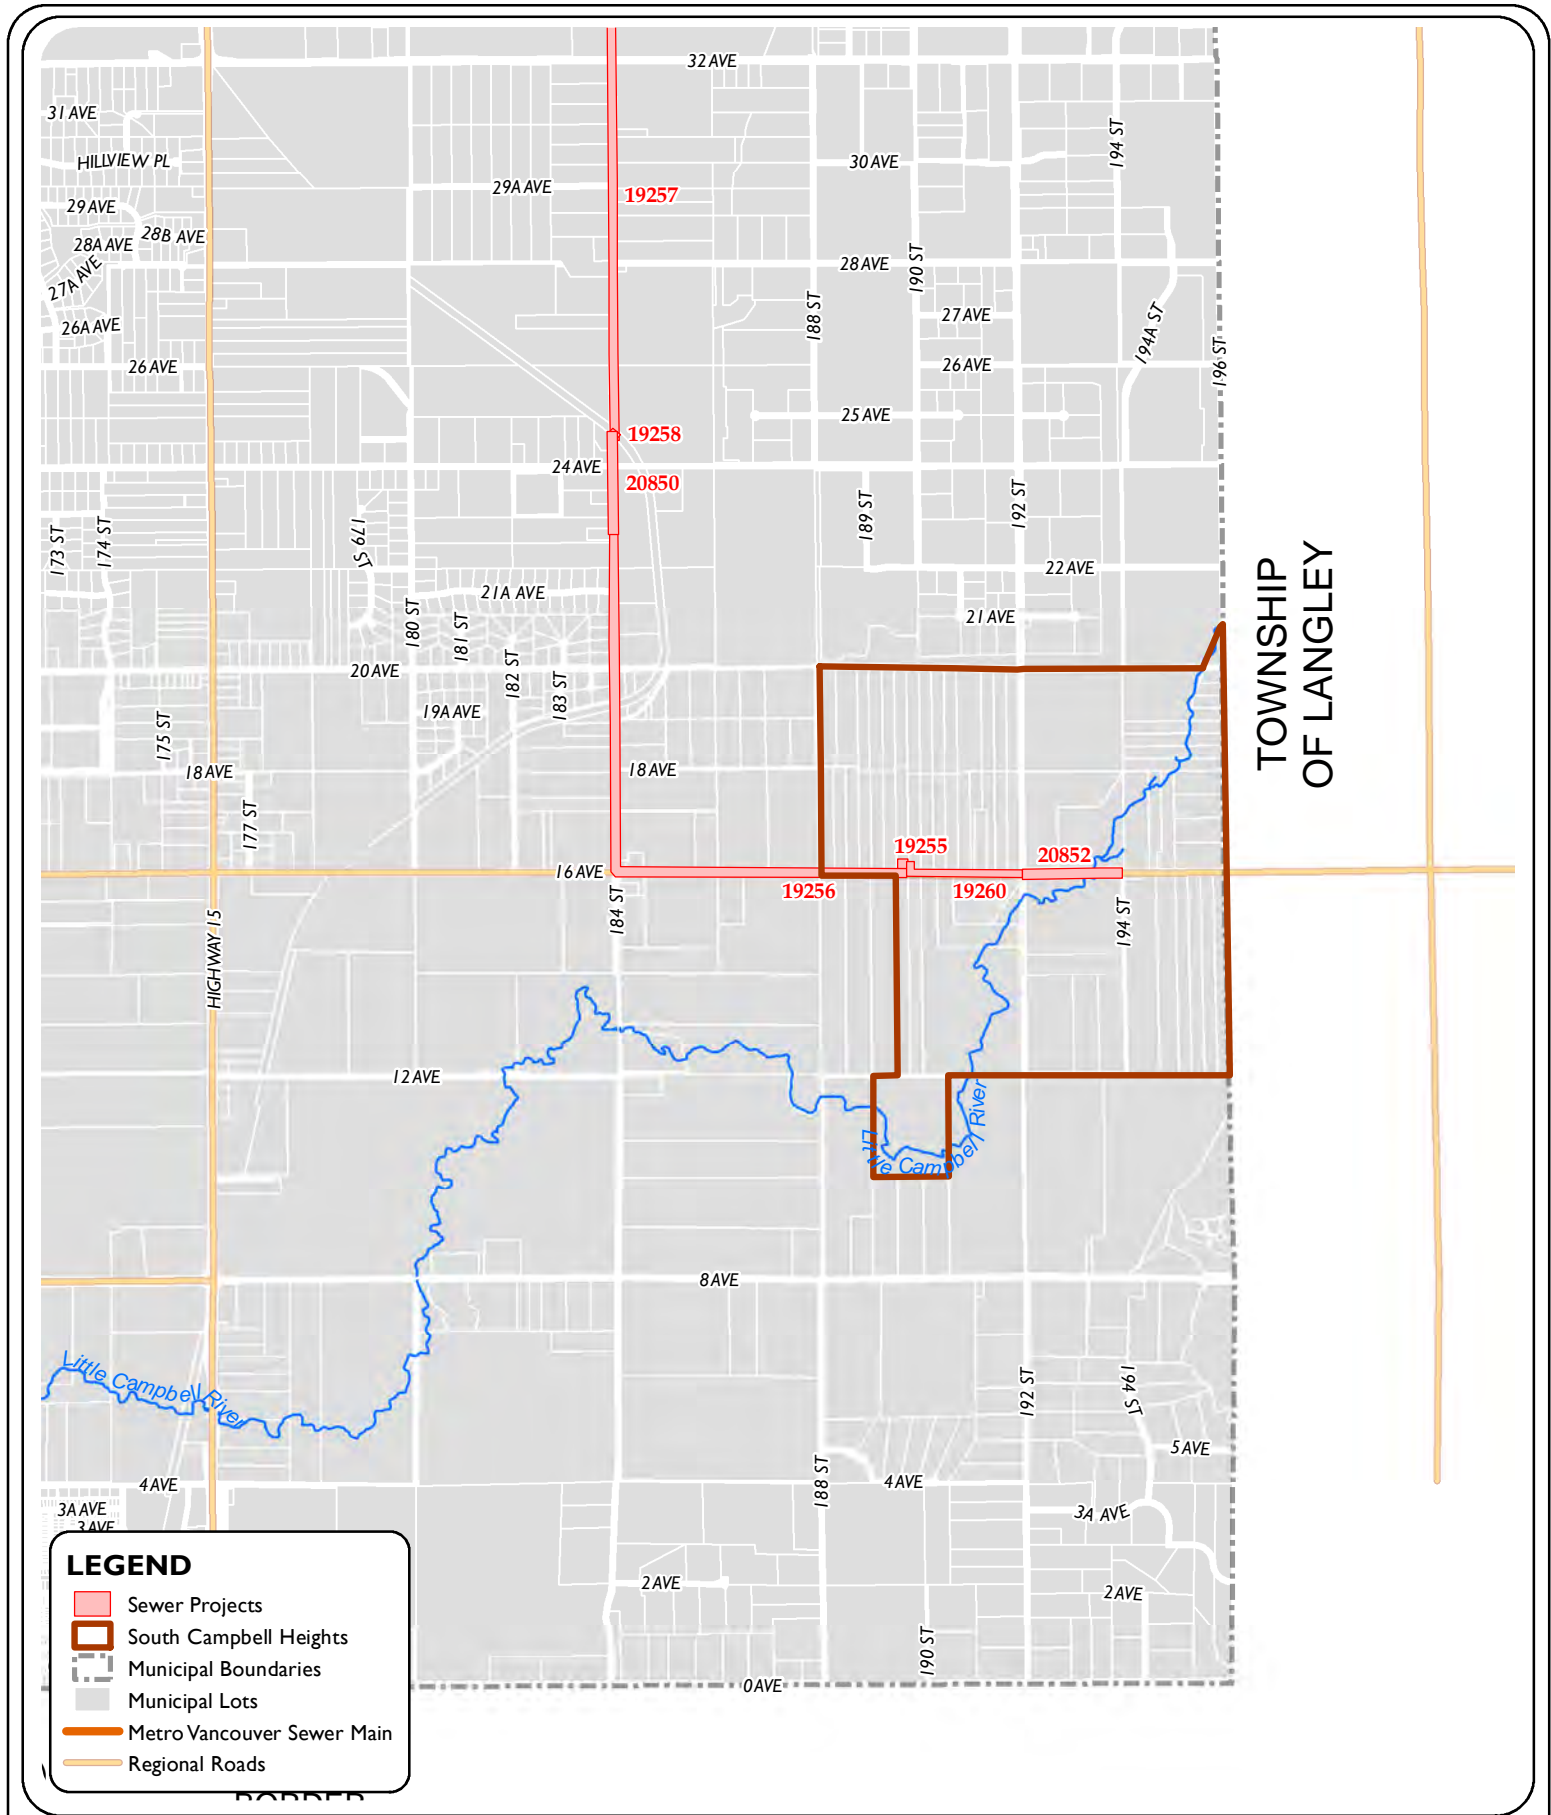 32 AVE
31 AVE
194 ST
HILLVIEW PL
30 AVE
29A AVE
19257
29 AVE
28B AVE
28A AVE
190 ST
28 AVE
27A AVE
188 ST
27 AVE
26A AVE
194A ST
196 ST
26 AVE
26 AVE
25 AVE
19258
24 AVE
20850
189 ST
192 ST
173 ST
174 ST
179 ST
22 AVE
TOWNSHIP
OF LANGLEY
21A AVE
180 ST
181 ST
21 AVE
20 AVE
182 ST
183 ST
19A AVE
175 ST
18 AVE
18 AVE
177 ST
19255
20852
16 AVE
19256
19260
184 ST
194 ST
HIGHWAY 15
12 AVE
Little Campbell River
8 AVE
Little Campbell River
192 ST
194 ST
5 AVE
188 ST
4 AVE
4 AVE
3A AVE
3A AVE
3 AVE
2 AVE
2 AVE
190 ST
0 AVE
LEGEND
Sewer Projects
South Campbell Heights
Municipal Boundaries
Municipal Lots
Metro Vancouver Sewer Main
Regional Roads
BORDER